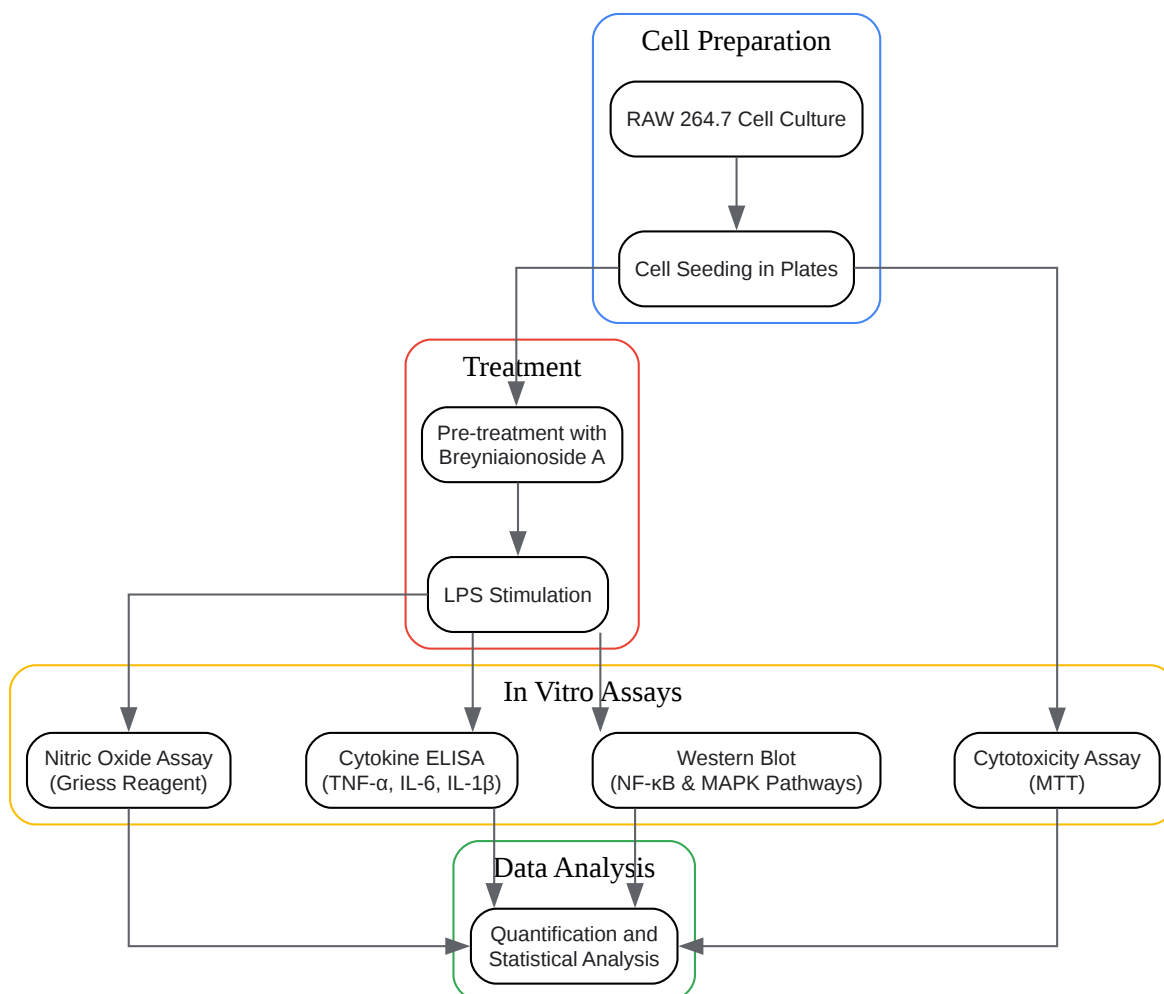 Cell Preparation
RAW 264.7 Cell Culture
Cell Seeding in Plates
Treatment
Pre-treatment with
Breyniaionoside A
LPS Stimulation
In Vitro Assays
Nitric Oxide Assay
(Griess Reagent)
Cytokine ELISA
(TNF-α, IL-6, IL-1β)
Western Blot
(NF-κB & MAPK Pathways)
Cytotoxicity Assay
(MTT)
Data Analysis
Quantification and
Statistical Analysis